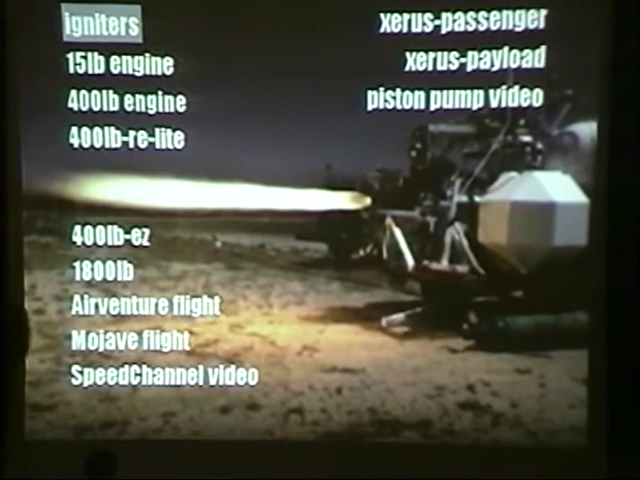 igniters
15lb engine
400lb engine
400lb-re-lite
400lb-ez
1800lb
Airventure flight
Mojave flight
SpeedChannel video
xerus-passenger
xerus-payload
piston pump video